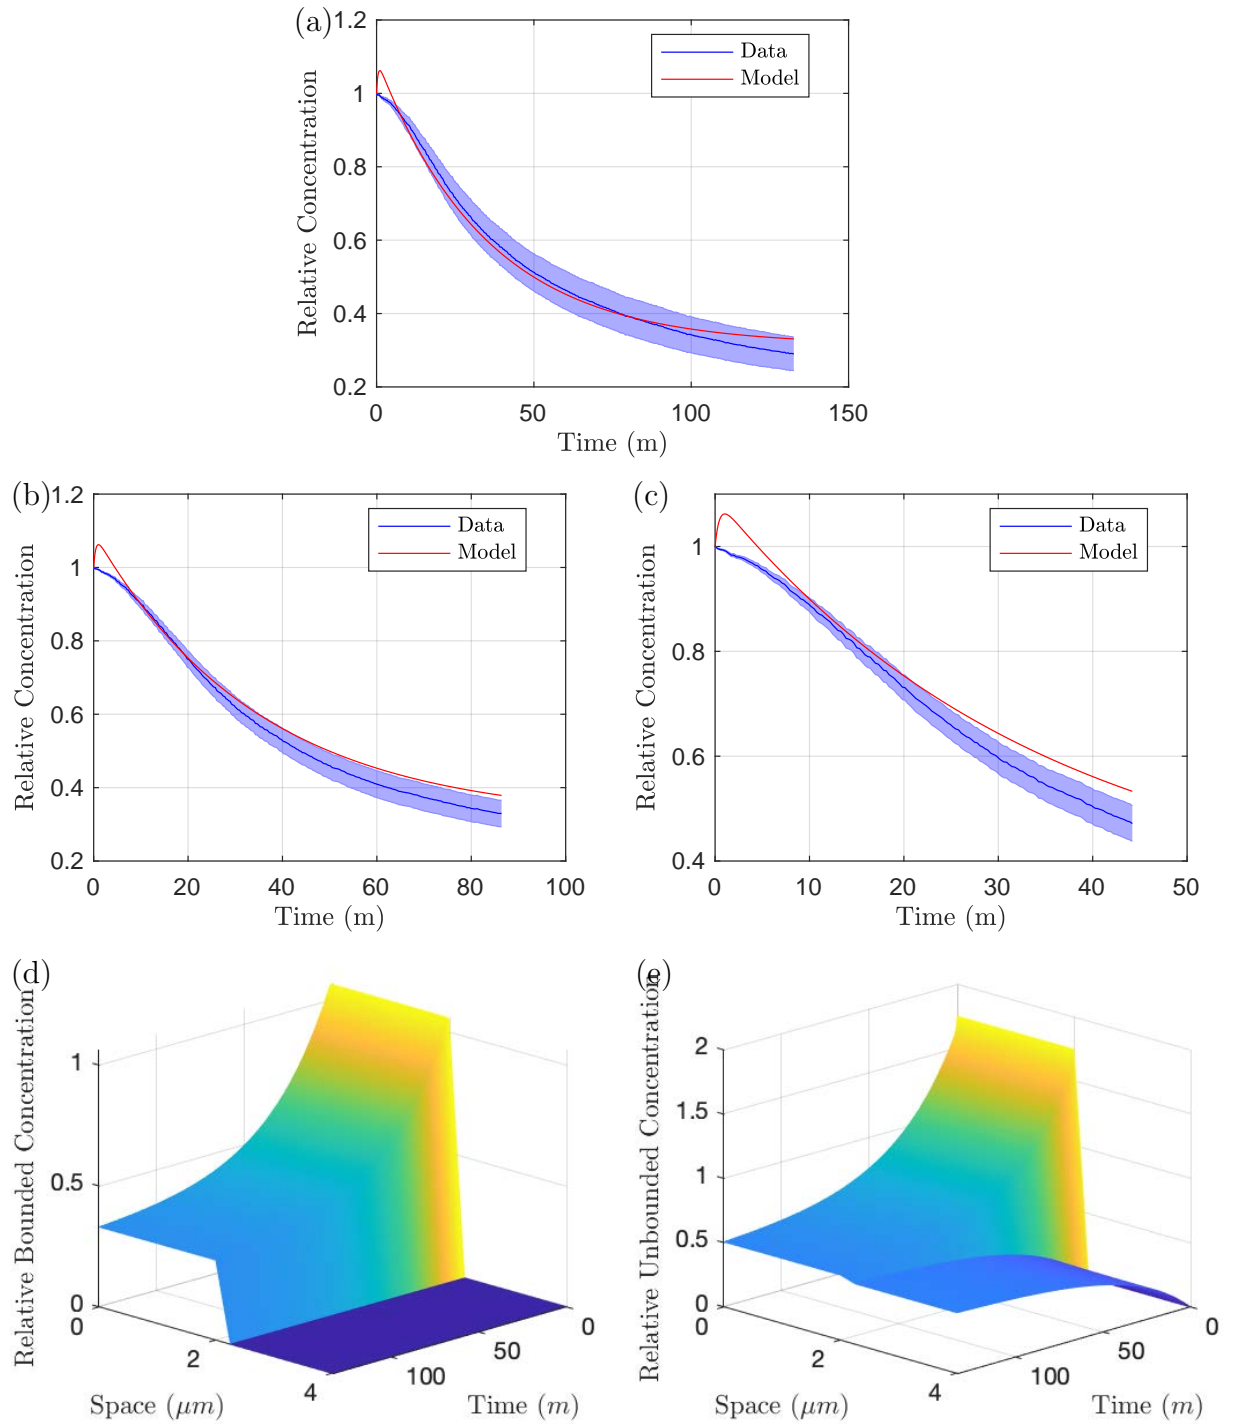 (a)
1.2
1
0.8
0.6
0.4
0.2
Relative Concentration
Data
Model
0 50 100 150
Time (m)
(b)
1.2
1
0.8
0.6
0.4
0.2
Relative Concentration
Data
Model
0 20 40 60 80 100
Time (m)
(c)
1
0.8
0.6
0.4
Relative Concentration
Data
Model
0 10 20 30 40 50
Time (m)
(d)
Relative Bounded Concentration
1
0.5
0
0 2 4
Space (μm)
100 50 0
Time (m)
(e)
Relative Unbounded Concentration
2
1.5
1
0.5
0
0 2 4
Space (μm)
100 50 0
Time (m)